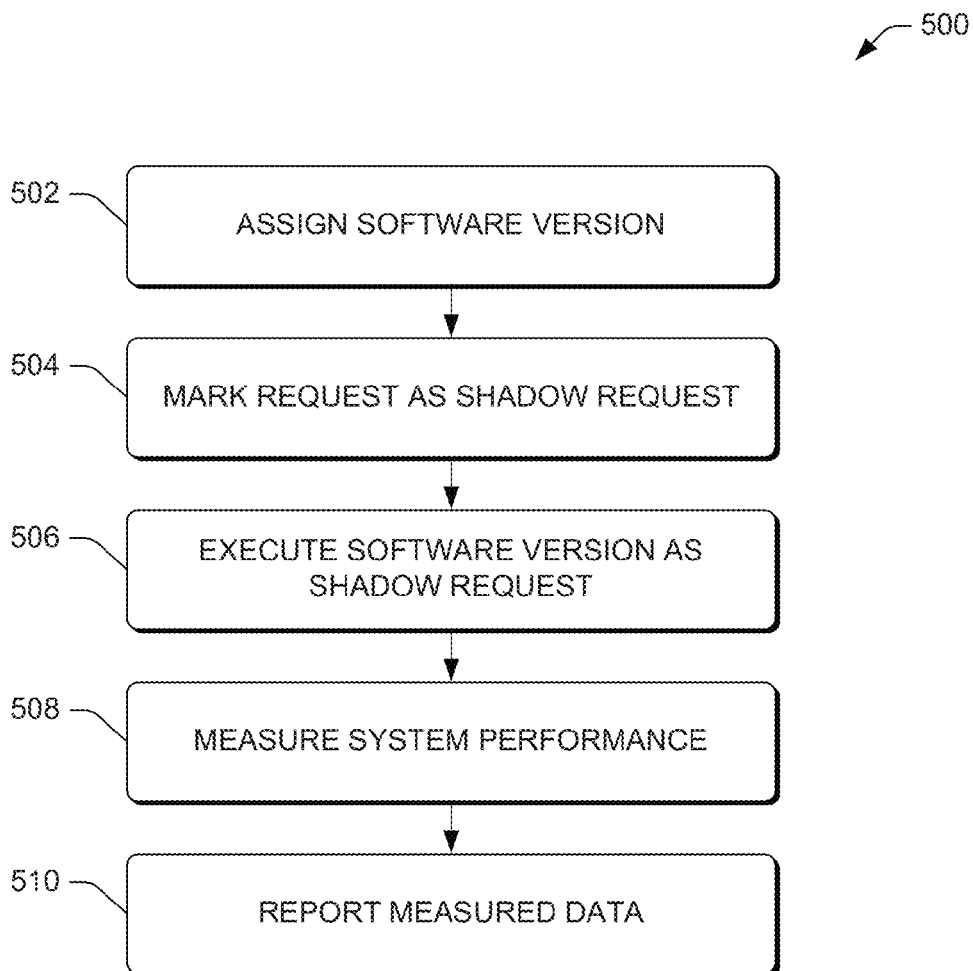 500
502
ASSIGN SOFTWARE VERSION
504
MARK REQUEST AS SHADOW REQUEST
506
EXECUTE SOFTWARE VERSION AS
SHADOW REQUEST
508
MEASURE SYSTEM PERFORMANCE
510
REPORT MEASURED DATA